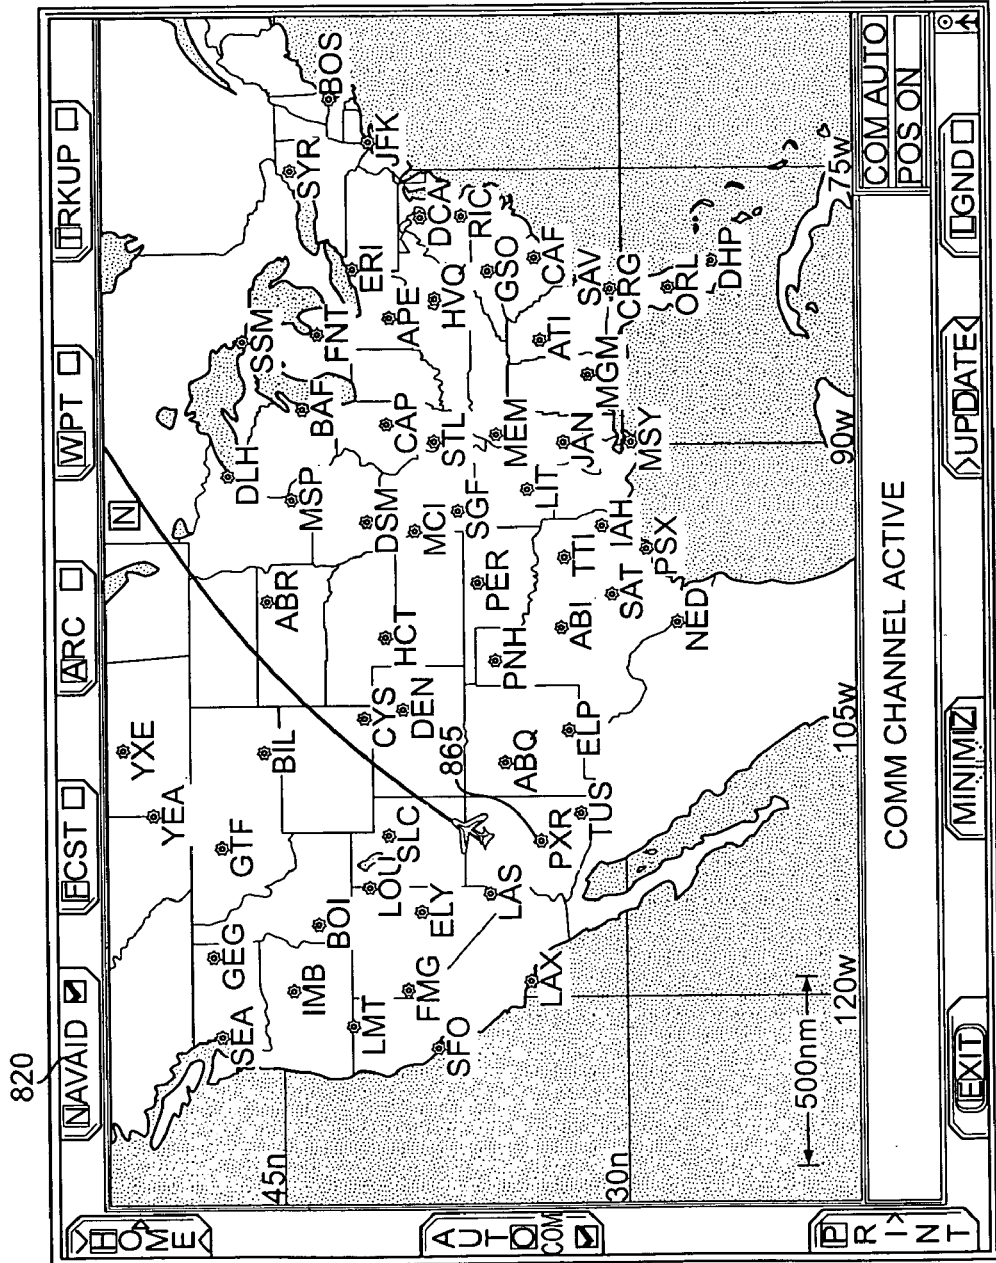 820
NAVAID
FCST
ARC
WPT
TRKUP
>HOME<
AUTO
COM
PRINT
N
YXE
YEA
SEA
GEG
GTF
BIL
ABR
DLH
SSM
SYR
BOS
IMB
BOI
MSP
BAF
FNT
ERI
JFK
LMT
LOU
SLC
CYS
DEN
HCT
DSM
CAP
APE
DCA
FMG
ELY
865
MCI
STL
HVQ
RIC
SFO
LAS
PNH
PER
SGF
MEM
GSO
LAX
PXR
ABQ
LIT
ATI
CAF
TUS
ELP
ABI
TTI
IAH
JAN
MGM
SAV
CRG
SAT
PSX
MSY
ORL
NED
DHP
45n
30n
500nm
120w
105w
90w
75w
COMM CHANNEL ACTIVE
COM AUTO
POS ON
EXIT
MINIMIZ
>UPDATE<
LGND